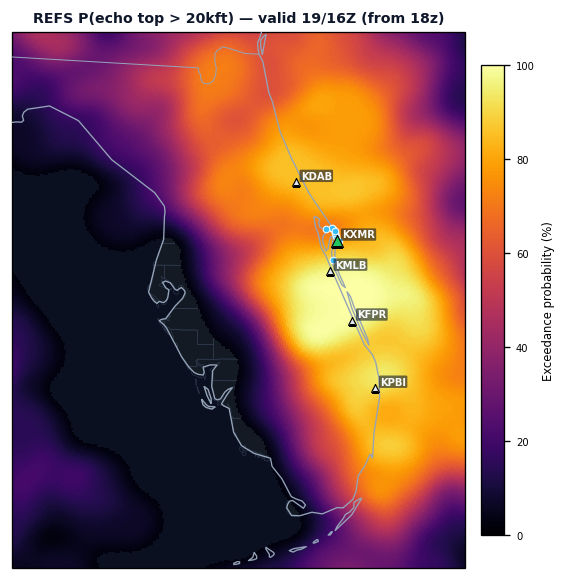 REFS P(echo top > 20kft) — valid 19/16Z (from 18z)
KDAB
KXMR
KMLB
KFPR
KPBI
100
80
60
40
20
0
Exceedance probability (%)